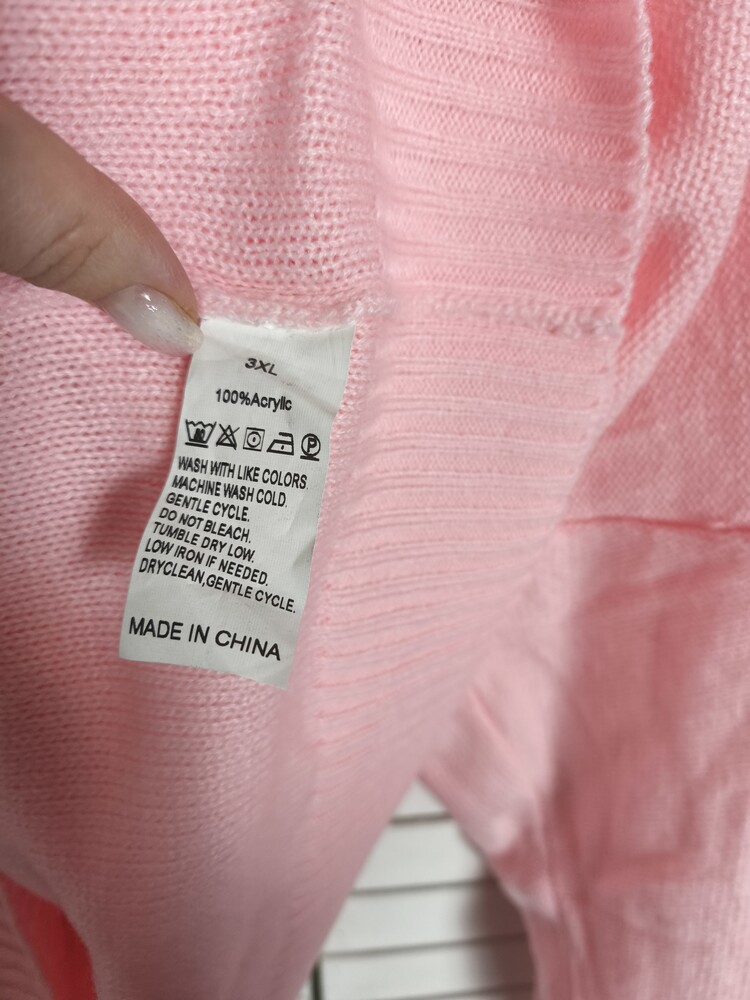 3XL
100%Acrylic
P
WASH WITH LIKE COLORS.
MACHINE WASH COLD.
GENTLE CYCLE.
DO NOT BLEACH.
TUMBLE DRY LOW.
LOW IRON IF NEEDED.
DRYCLEAN,GENTLE CYCLE.
MADE IN CHINA